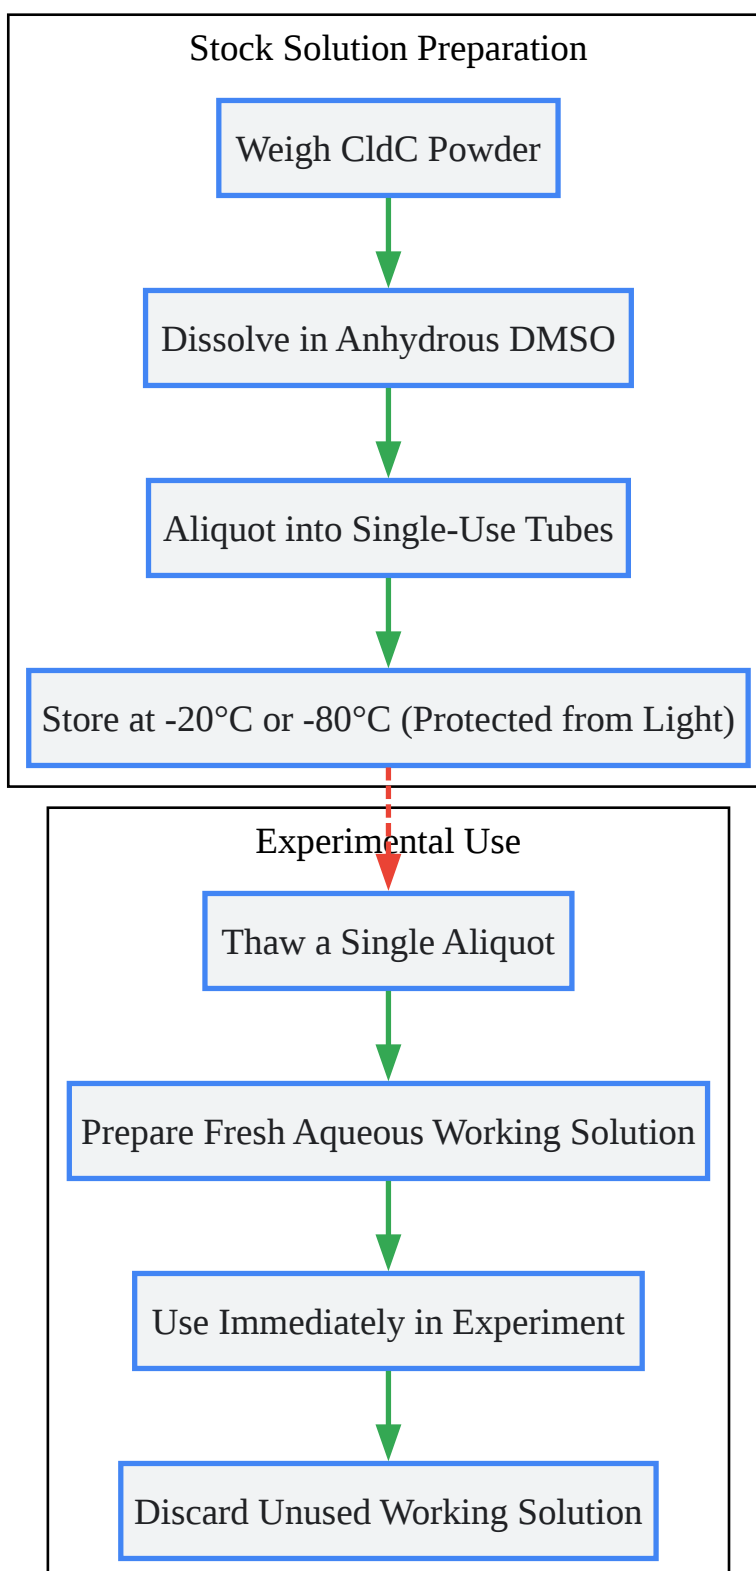 Stock Solution Preparation
Weigh CldC Powder
Dissolve in Anhydrous DMSO
Aliquot into Single-Use Tubes
Store at -20°C or -80°C (Protected from Light)
Experimental Use
Thaw a Single Aliquot
Prepare Fresh Aqueous Working Solution
Use Immediately in Experiment
Discard Unused Working Solution